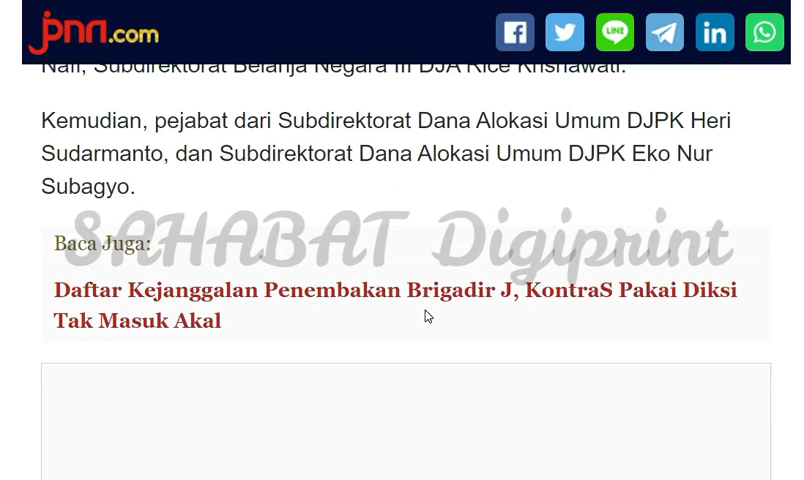 jpnn.com
Nafi, Subdirektorat Belanja Negara III DJA Rice Krisnawati.
Kemudian, pejabat dari Subdirektorat Dana Alokasi Umum DJPK Heri
Sudarmanto, dan Subdirektorat Dana Alokasi Umum DJPK Eko Nur
Subagyo.
SAHABAT Digiprint
Baca Juga:
Daftar Kejanggalan Penembakan Brigadir J, KontraS Pakai Diksi
Tak Masuk Akal